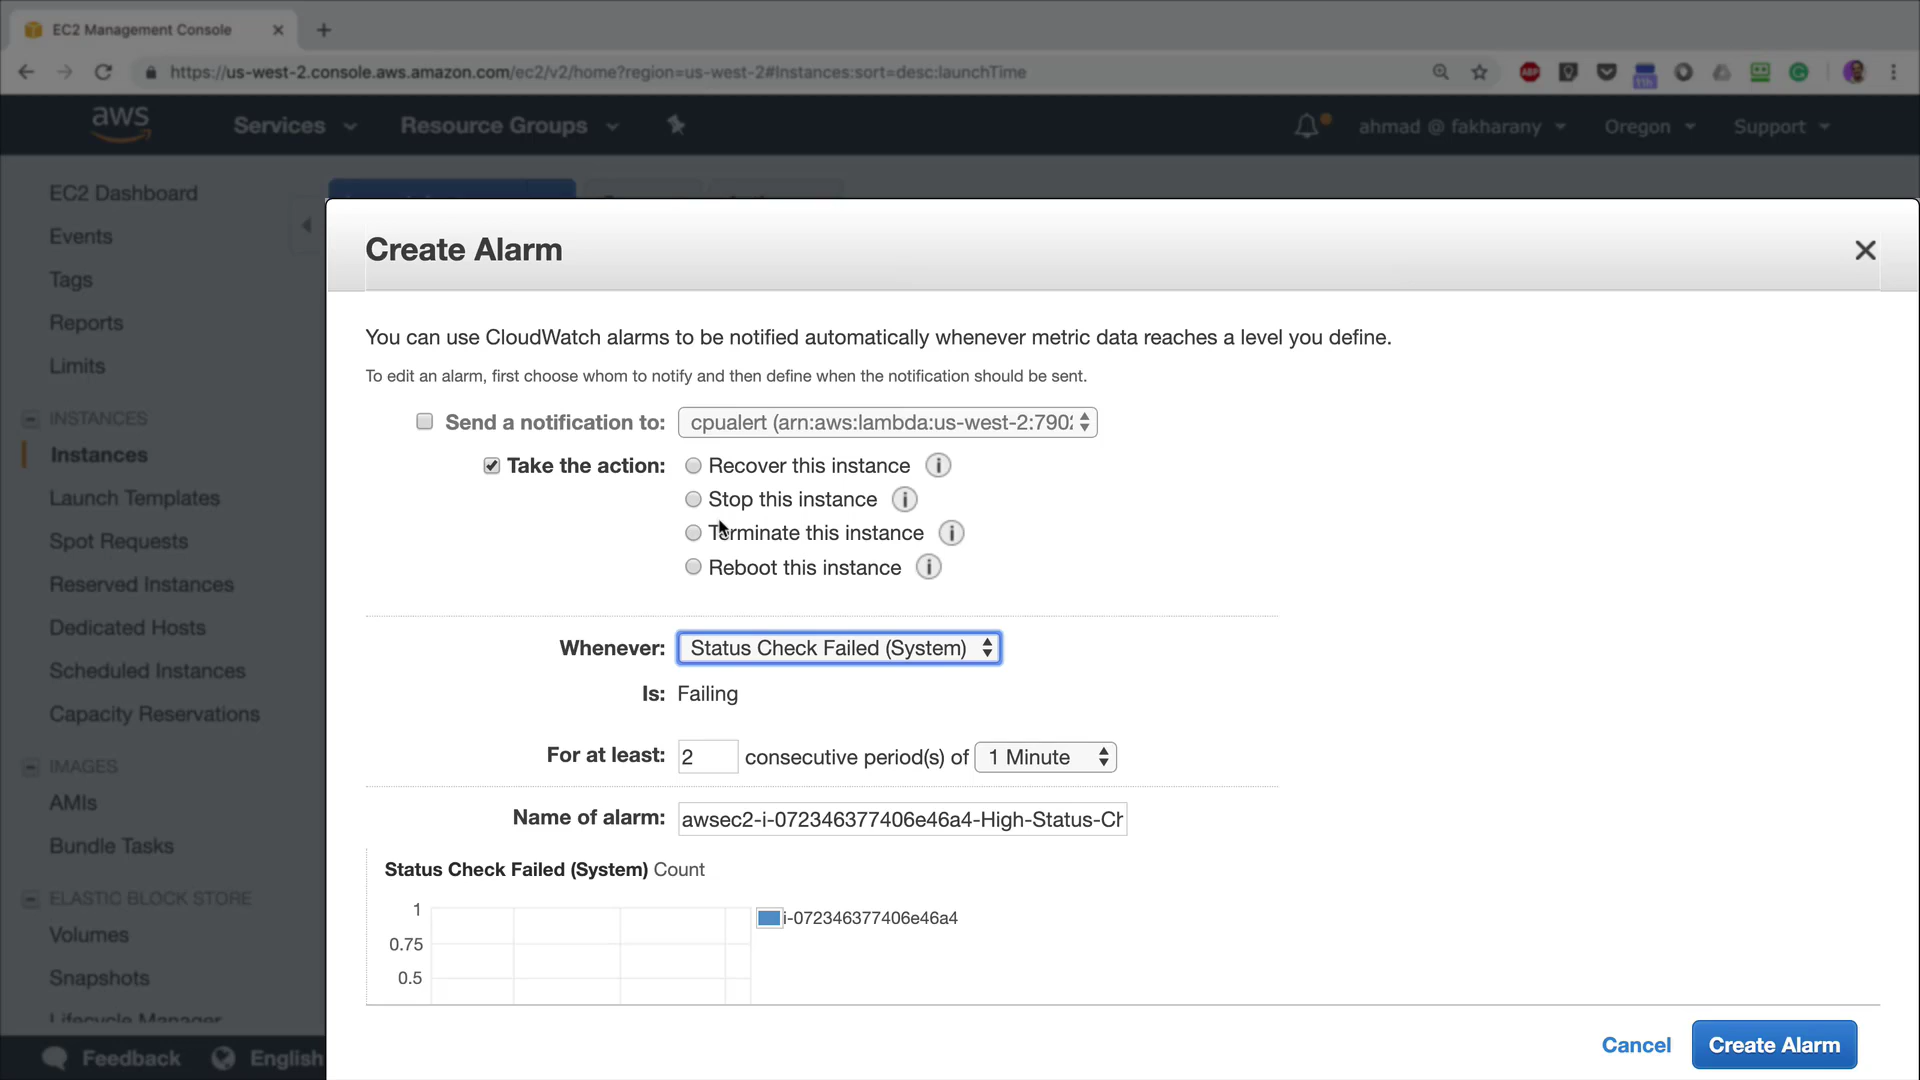 EC2 Management Console
https://us-west-2.console.aws.amazon.com/ec2/v2/home?region=us-west-2#Instances:sort=desc:launchTime
ABP
11h
aws
Services
Resource Groups
ahmad @ fakharany
Oregon
Support
EC2 Dashboard
Events
Tags
Reports
Limits
INSTANCES
Instances
Launch Templates
Spot Requests
Reserved Instances
Dedicated Hosts
Scheduled Instances
Capacity Reservations
IMAGES
AMIs
Bundle Tasks
ELASTIC BLOCK STORE
Volumes
Snapshots
Lifecycle Manager
Feedback
English
Create Alarm
You can use CloudWatch alarms to be notified automatically whenever metric data reaches a level you define.
To edit an alarm, first choose whom to notify and then define when the notification should be sent.
Send a notification to: cpualert (arn:aws:lambda:us-west-2:790
Take the action: Recover this instance
Stop this instance
Terminate this instance
Reboot this instance
Whenever: Status Check Failed (System)
Is: Failing
For at least: 2 consecutive period(s) of 1 Minute
Name of alarm: awsec2-i-072346377406e46a4-High-Status-Ch
Status Check Failed (System) Count
1
0.75
0.5
i-072346377406e46a4
Cancel
Create Alarm